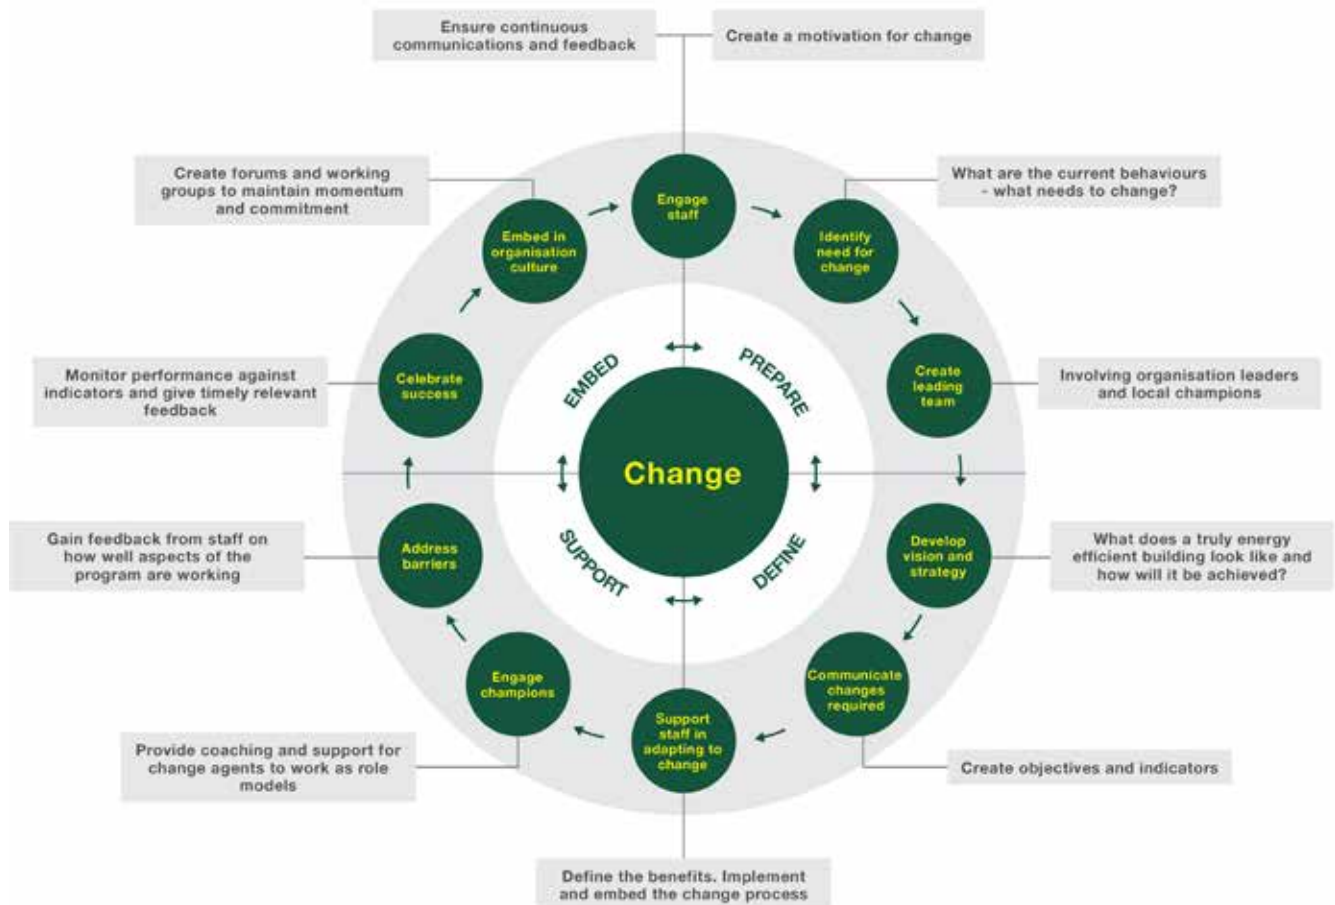 Ensure continuous
communications and feedback
Create a motivation for change
Create forums and working
groups to maintain momentum
and commitment
What are the current behaviours
- what needs to change?
Engage
staff
Embed in
organisation
culture
Identify
need for
change
Monitor performance against
indicators and give timely relevant
feedback
Celebrate
success
EMBED
PREPARE
Create
leading
team
Involving organisation leaders
and local champions
Change
Gain feedback from staff on
how well aspects of the
program are working
Address
barriers
SUPPORT
DEFINE
Develop
vision and
strategy
What does a truly energy
efficient building look like and
how will it be achieved?
Engage
champions
Support
staff in
adapting to
change
Communicate
changes
required
Provide coaching and support for
change agents to work as role
models
Create objectives and indicators
Define the benefits. Implement
and embed the change process